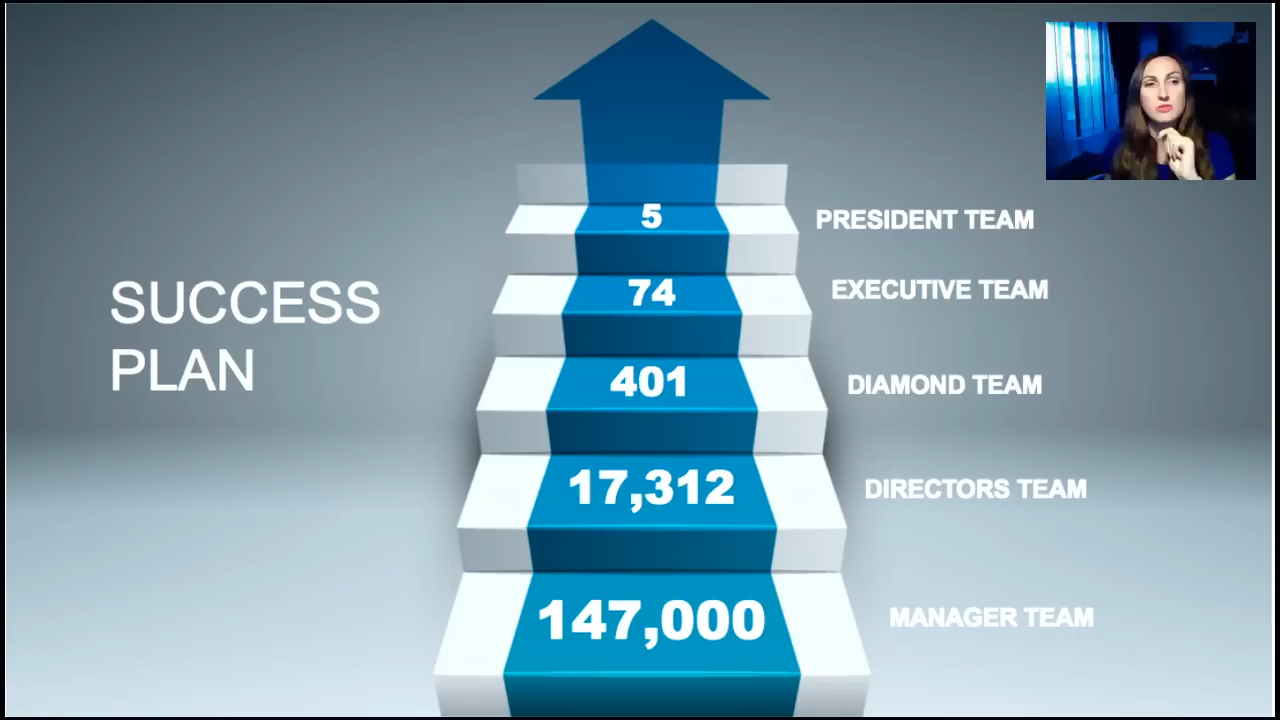 SUCCESS
PLAN
5
PRESIDENT TEAM
74
EXECUTIVE TEAM
401
DIAMOND TEAM
17,312
DIRECTORS TEAM
147,000
MANAGER TEAM